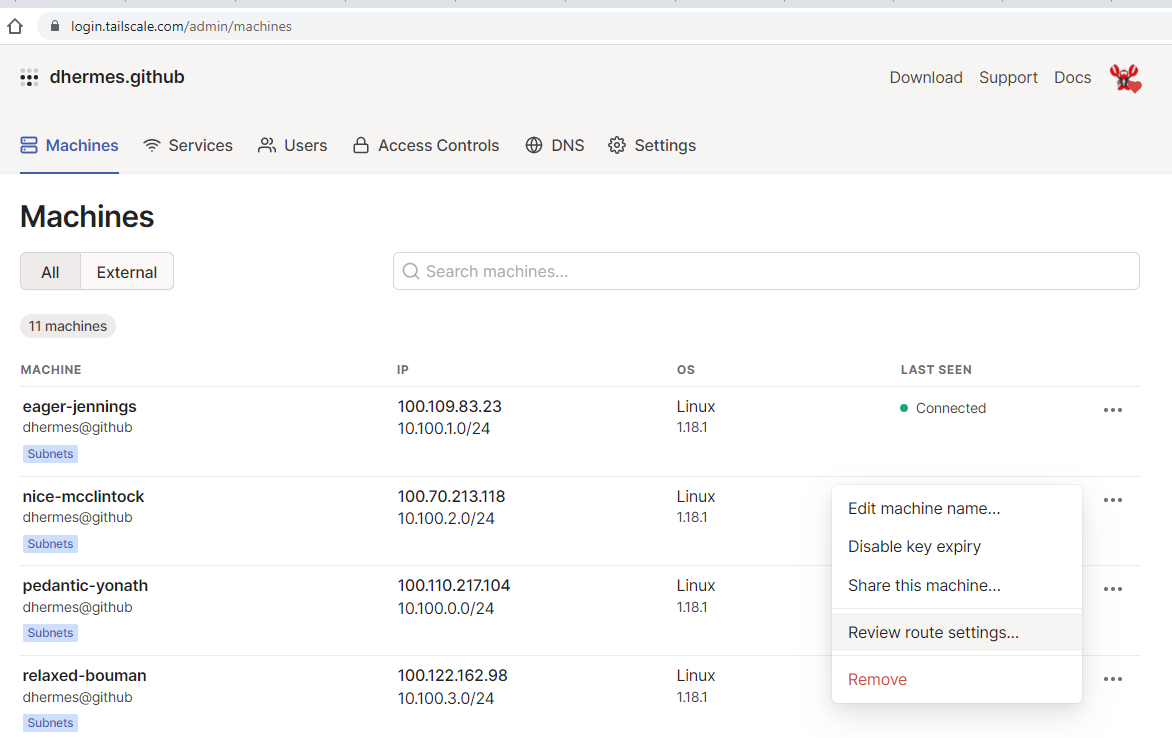 login.tailscale.com/admin/machines
dhermes.github
Download Support Docs
Machines Services Users Access Controls DNS Settings
Machines
All External
Search machines...
11 machines
MACHINE IP OS LAST SEEN
eager-jennings 100.109.83.23 Linux Connected
dhermes@github 10.100.1.0/24 1.18.1
Subnets
nice-mcclintock 100.70.213.118 Linux
dhermes@github 10.100.2.0/24 1.18.1
Subnets
pedantic-yonath 100.110.217.104 Linux
dhermes@github 10.100.0.0/24 1.18.1
Subnets
relaxed-bouman 100.122.162.98 Linux
dhermes@github 10.100.3.0/24 1.18.1
Subnets
Edit machine name...
Disable key expiry
Share this machine...
Review route settings...
Remove